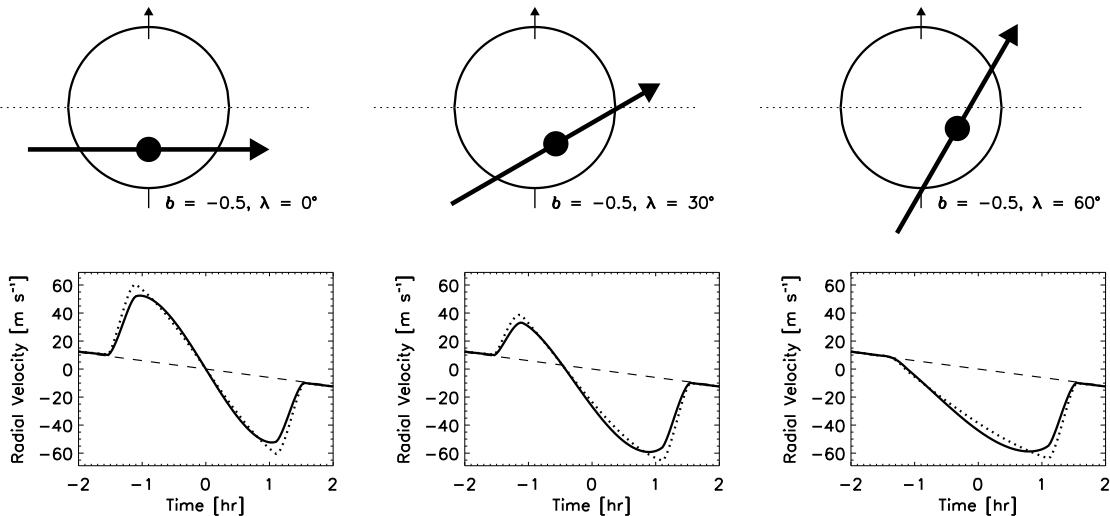 b = −0.5, λ = 0°
b = −0.5, λ = 30°
b = −0.5, λ = 60°
Radial Velocity [m s⁻¹]
60
40
20
0
−20
−40
−60
−2 −1 0 1 2
Time [hr]
Radial Velocity [m s⁻¹]
60
40
20
0
−20
−40
−60
−2 −1 0 1 2
Time [hr]
Radial Velocity [m s⁻¹]
60
40
20
0
−20
−40
−60
−2 −1 0 1 2
Time [hr]